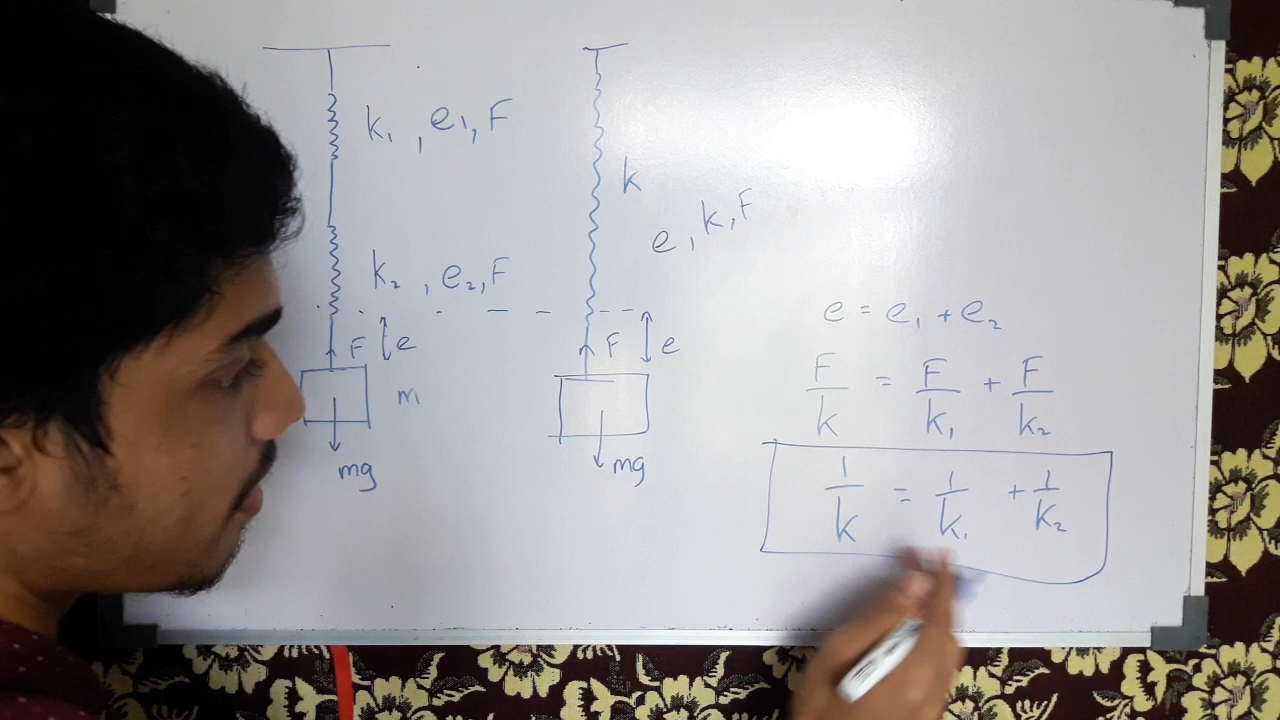 k₁ , e₁, F
k₂ , e₂, F
F e
m
mg
k
e, k, F
F e
mg
e = e₁ + e₂
F/k = F/k₁ + F/k₂
1/k = 1/k₁ + 1/k₂